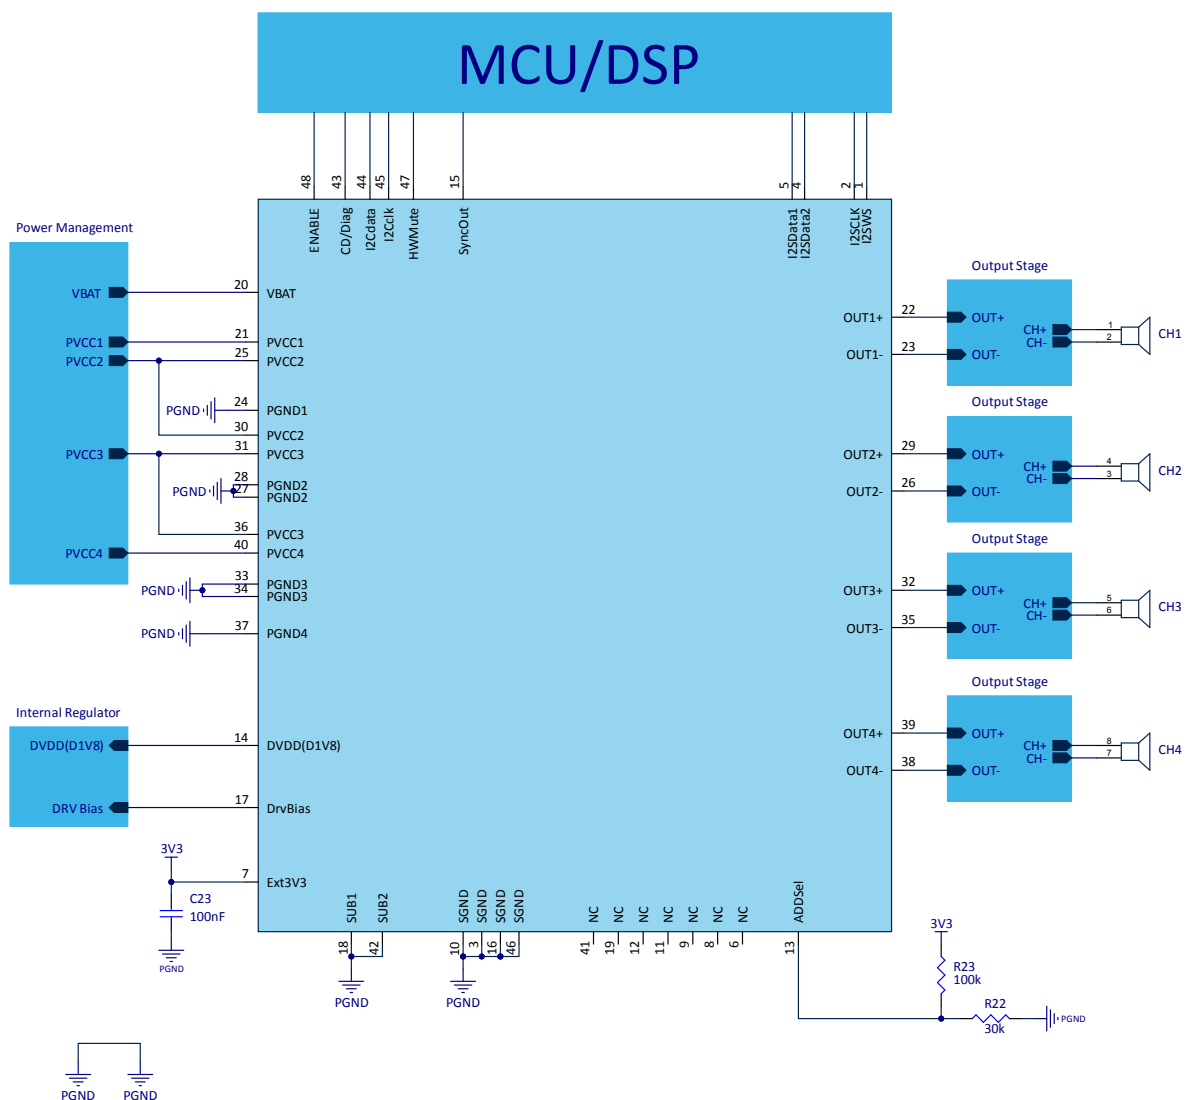 MCU/DSP
48
43
44
45
47
15
5
4
2
1
ENABLE
CD/Diag
I2Cdata
I2Cclk
HWMute
SyncOut
I2SData1
I2SData2
I2SCLK
I2SWS
Power Management
VBAT
20
VBAT
PVCC1
21
PVCC1
PVCC2
25
PVCC2
PGND
24
PGND1
30
PVCC2
PVCC3
31
PVCC3
28
PGND2
PGND
27
PGND2
36
PVCC3
PVCC4
40
PVCC4
33
PGND3
PGND
34
PGND3
PGND
37
PGND4
Internal Regulator
DVDD(D1V8)
14
DVDD(D1V8)
DRV Bias
17
DrvBias
3V3
7
Ext3V3
C23
100nF
PGND
Output Stage
OUT1+
22
OUT+
OUT1-
23
OUT-
CH+
CH-
1
2
CH1
Output Stage
OUT2+
29
OUT+
OUT2-
26
OUT-
CH+
CH-
4
3
CH2
Output Stage
OUT3+
32
OUT+
OUT3-
35
OUT-
CH+
CH-
5
6
CH3
Output Stage
OUT4+
39
OUT+
OUT4-
38
OUT-
CH+
CH-
8
7
CH4
SUB1
SUB2
SGND
SGND
SGND
SGND
NC
NC
NC
NC
NC
NC
NC
ADDSel
18
42
10
3
16
46
41
19
12
11
9
8
6
13
PGND
PGND
3V3
R23
100k
R22
30k
PGND
PGND
PGND